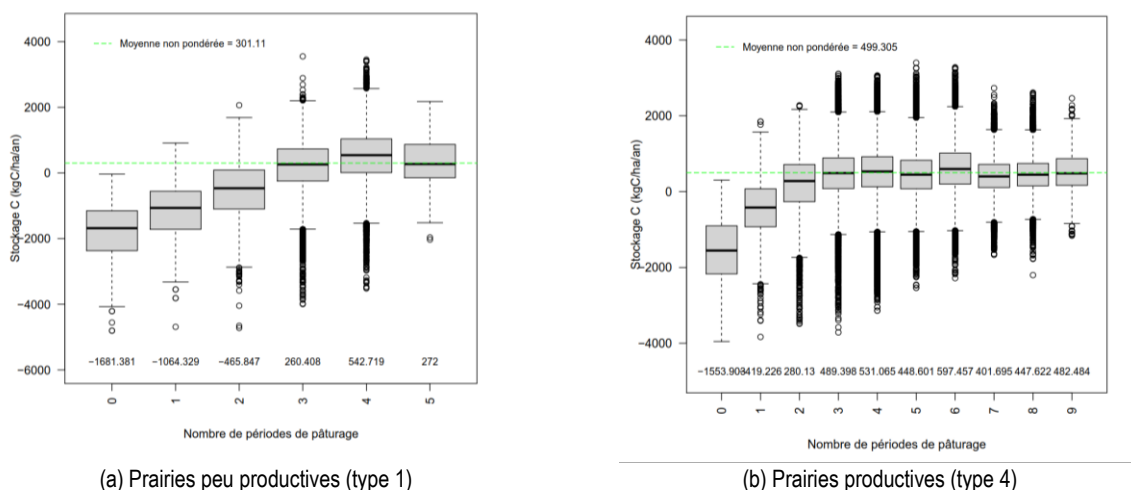 Moyenne non pondérée = 301.11
Stockage C (kgC/ha/an)
4000
2000
0
−2000
−4000
−6000
−1681.381 −1064.329 −465.847 260.408 542.719 272
0 1 2 3 4 5
Nombre de périodes de pâturage
(a) Prairies peu productives (type 1)
Moyenne non pondérée = 499.305
Stockage C (kgC/ha/an)
4000
2000
0
−2000
−4000
280.13 489.398 531.065 448.601 597.457 401.695 447.622 482.484
0 1 2 3 4 5 6 7 8 9
Nombre de périodes de pâturage
(b) Prairies productives (type 4)